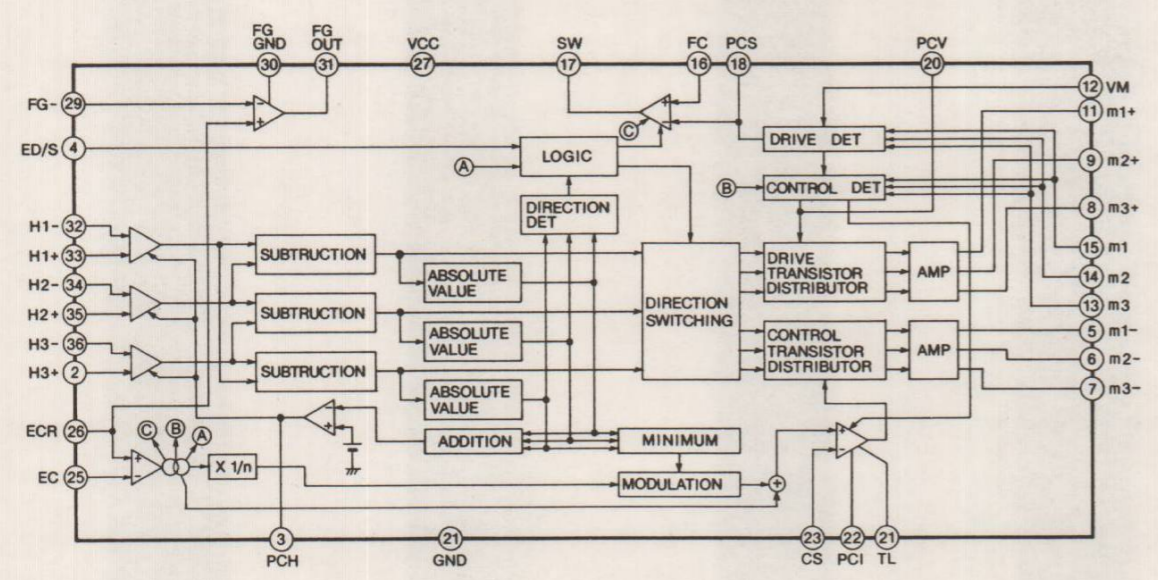 FG GND
FG OUT
VCC
SW
FC
PCS
PCV
30
31
27
17
16
18
20
FG- 29
12 VM
11 m1+
ED/S 4
- +
+ -
C
DRIVE DET
LOGIC
A
9 m2+
B
CONTROL DET
8 m3+
DIRECTION DET
H1- 32
H1+ 33
15 m1
SUBTRUCTION
DRIVE TRANSISTOR DISTRIBUTOR
AMP
ABSOLUTE VALUE
14 m2
H2- 34
H2+ 35
13 m3
SUBTRUCTION
DIRECTION SWITCHING
CONTROL TRANSISTOR DISTRIBUTOR
AMP
5 m1-
ABSOLUTE VALUE
H3- 36
6 m2-
H3+ 2
SUBTRUCTION
7 m3-
ABSOLUTE VALUE
ECR 26
C
B
A
- +
ADDITION
MINIMUM
+ -
EC 25
+ -
X 1/n
MODULATION
+
3
21
23
22
21
PCH
GND
CS
PCI
TL